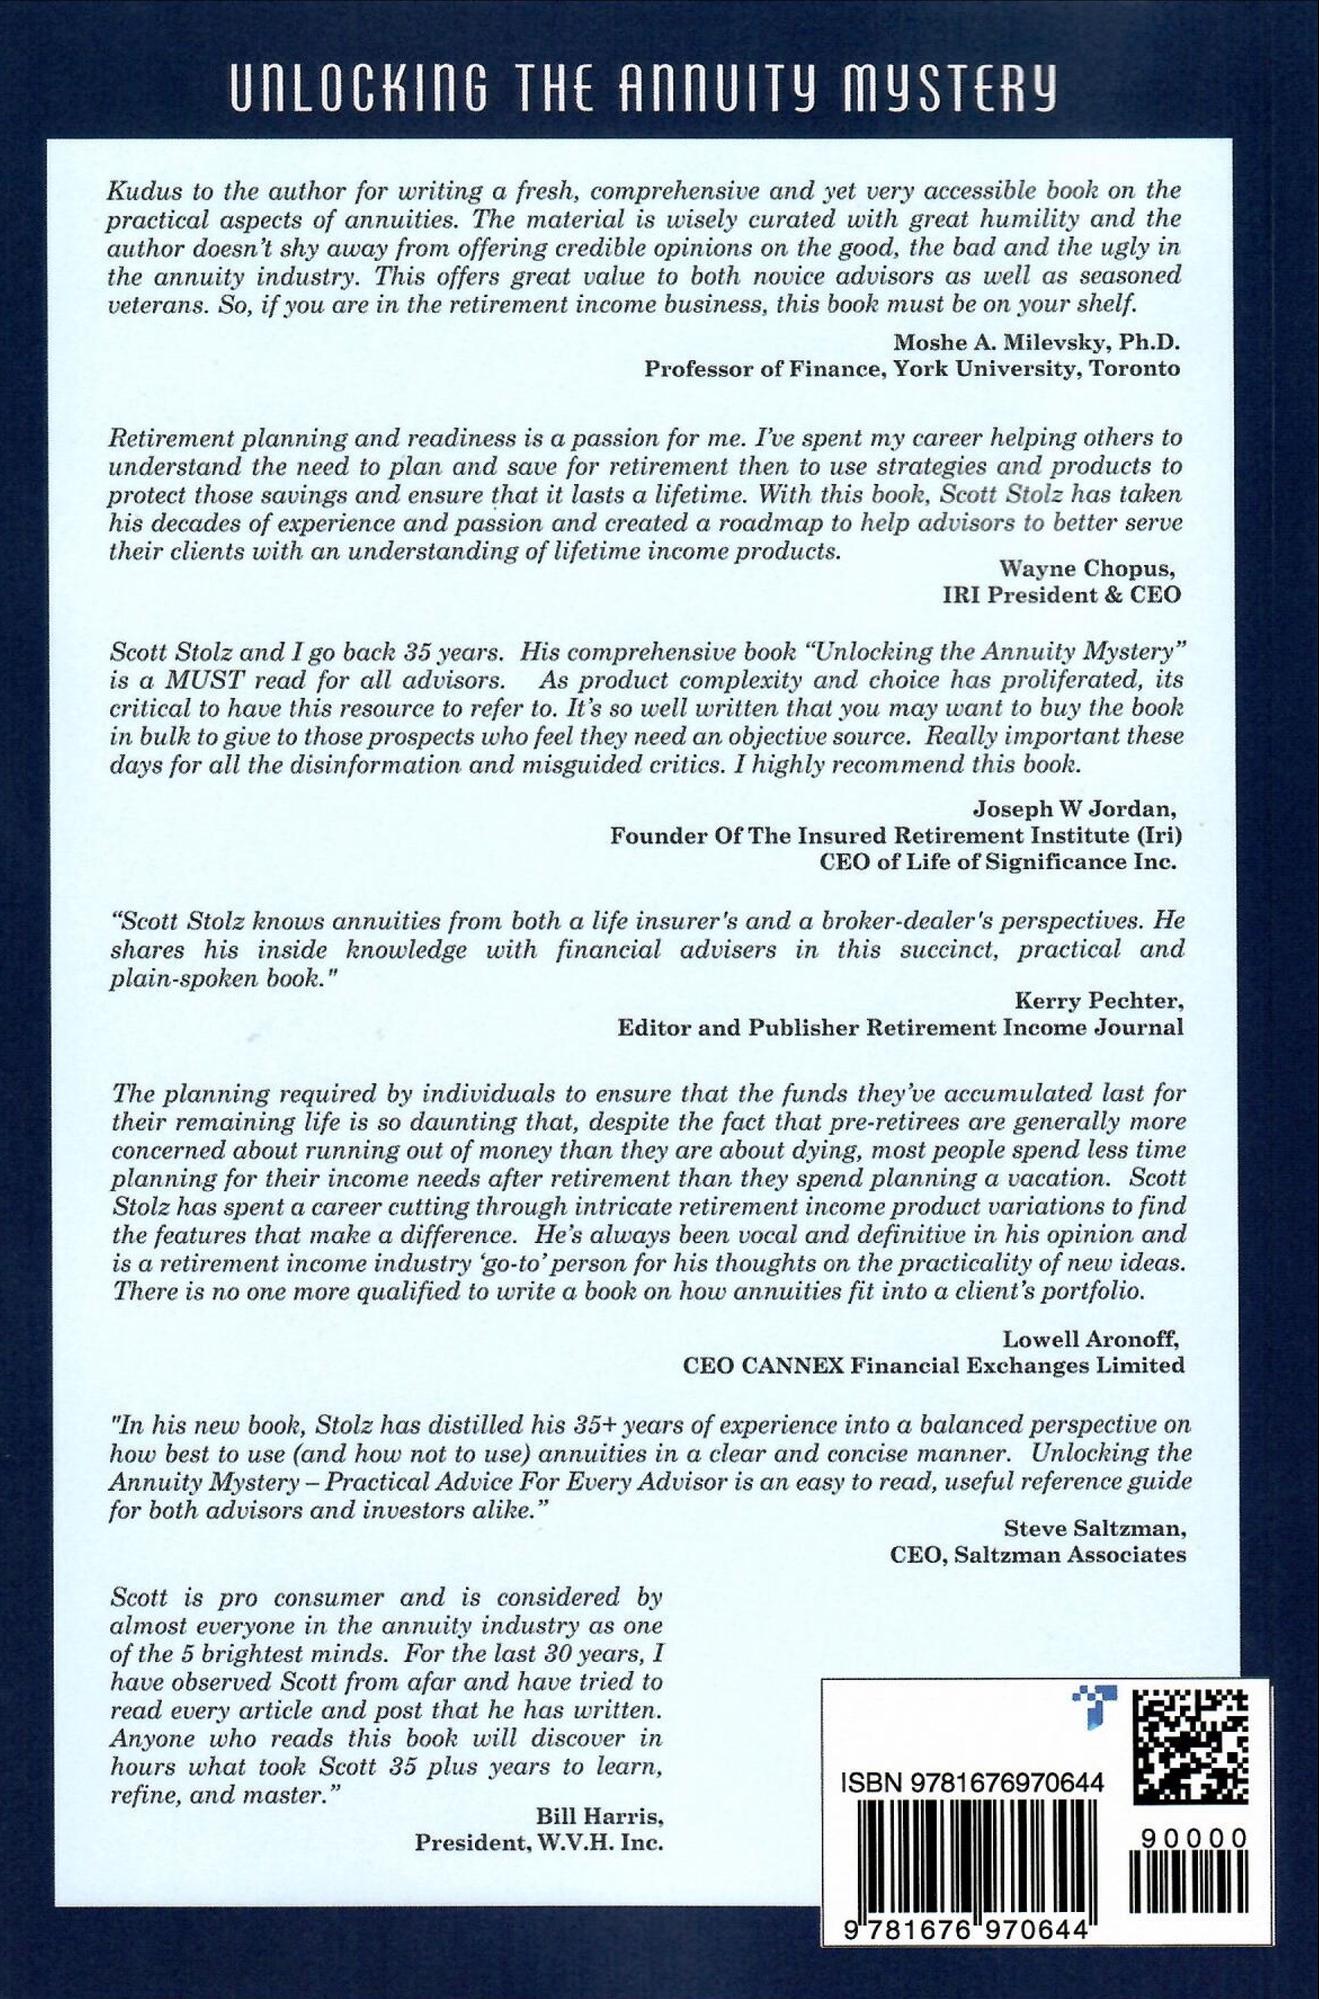 UNLOCKING THE ANNUITY MYSTERY
Kudus to the author for writing a fresh, comprehensive and yet very accessible book on the
practical aspects of annuities. The material is wisely curated with great humility and the
author doesn't shy away from offering credible opinions on the good, the bad and the ugly in
the annuity industry. This offers great value to both novice advisors as well as seasoned
veterans. So, if you are in the retirement income business, this book must be on your shelf.
Moshe A. Milevsky, Ph.D.
Professor of Finance, York University, Toronto
Retirement planning and readiness is a passion for me. I've spent my career helping others to
understand the need to plan and save for retirement then to use strategies and products to
protect those savings and ensure that it lasts a lifetime. With this book, Scott Stolz has taken
his decades of experience and passion and created a roadmap to help advisors to better serve
their clients with an understanding of lifetime income products.
Wayne Chopus,
IRI President & CEO
Scott Stolz and I go back 35 years. His comprehensive book “Unlocking the Annuity Mystery”
is a MUST read for all advisors. As product complexity and choice has proliferated, its
critical to have this resource to refer to. It's so well written that you may want to buy the book
in bulk to give to those prospects who feel they need an objective source. Really important these
days for all the disinformation and misguided critics. I highly recommend this book.
Joseph W Jordan,
Founder Of The Insured Retirement Institute (Iri)
CEO of Life of Significance Inc.
“Scott Stolz knows annuities from both a life insurer's and a broker-dealer's perspectives. He
shares his inside knowledge with financial advisers in this succinct, practical and
plain-spoken book."
Kerry Pechter,
Editor and Publisher Retirement Income Journal
The planning required by individuals to ensure that the funds they've accumulated last for
their remaining life is so daunting that, despite the fact that pre-retirees are generally more
concerned about running out of money than they are about dying, most people spend less time
planning for their income needs after retirement than they spend planning a vacation. Scott
Stolz has spent a career cutting through intricate retirement income product variations to find
the features that make a difference. He's always been vocal and definitive in his opinion and
is a retirement income industry ‘go-to’ person for his thoughts on the practicality of new ideas.
There is no one more qualified to write a book on how annuities fit into a client's portfolio.
Lowell Aronoff,
CEO CANNEX Financial Exchanges Limited
"In his new book, Stolz has distilled his 35+ years of experience into a balanced perspective on
how best to use (and how not to use) annuities in a clear and concise manner. Unlocking the
Annuity Mystery – Practical Advice For Every Advisor is an easy to read, useful reference guide
for both advisors and investors alike.”
Steve Saltzman,
CEO, Saltzman Associates
Scott is pro consumer and is considered by
almost everyone in the annuity industry as one
of the 5 brightest minds. For the last 30 years, I
have observed Scott from afar and have tried to
read every article and post that he has written.
Anyone who reads this book will discover in
hours what took Scott 35 plus years to learn,
refine, and master.”
Bill Harris,
President, W.V.H. Inc.
ISBN 9781676970644
90000
9 781676 970644